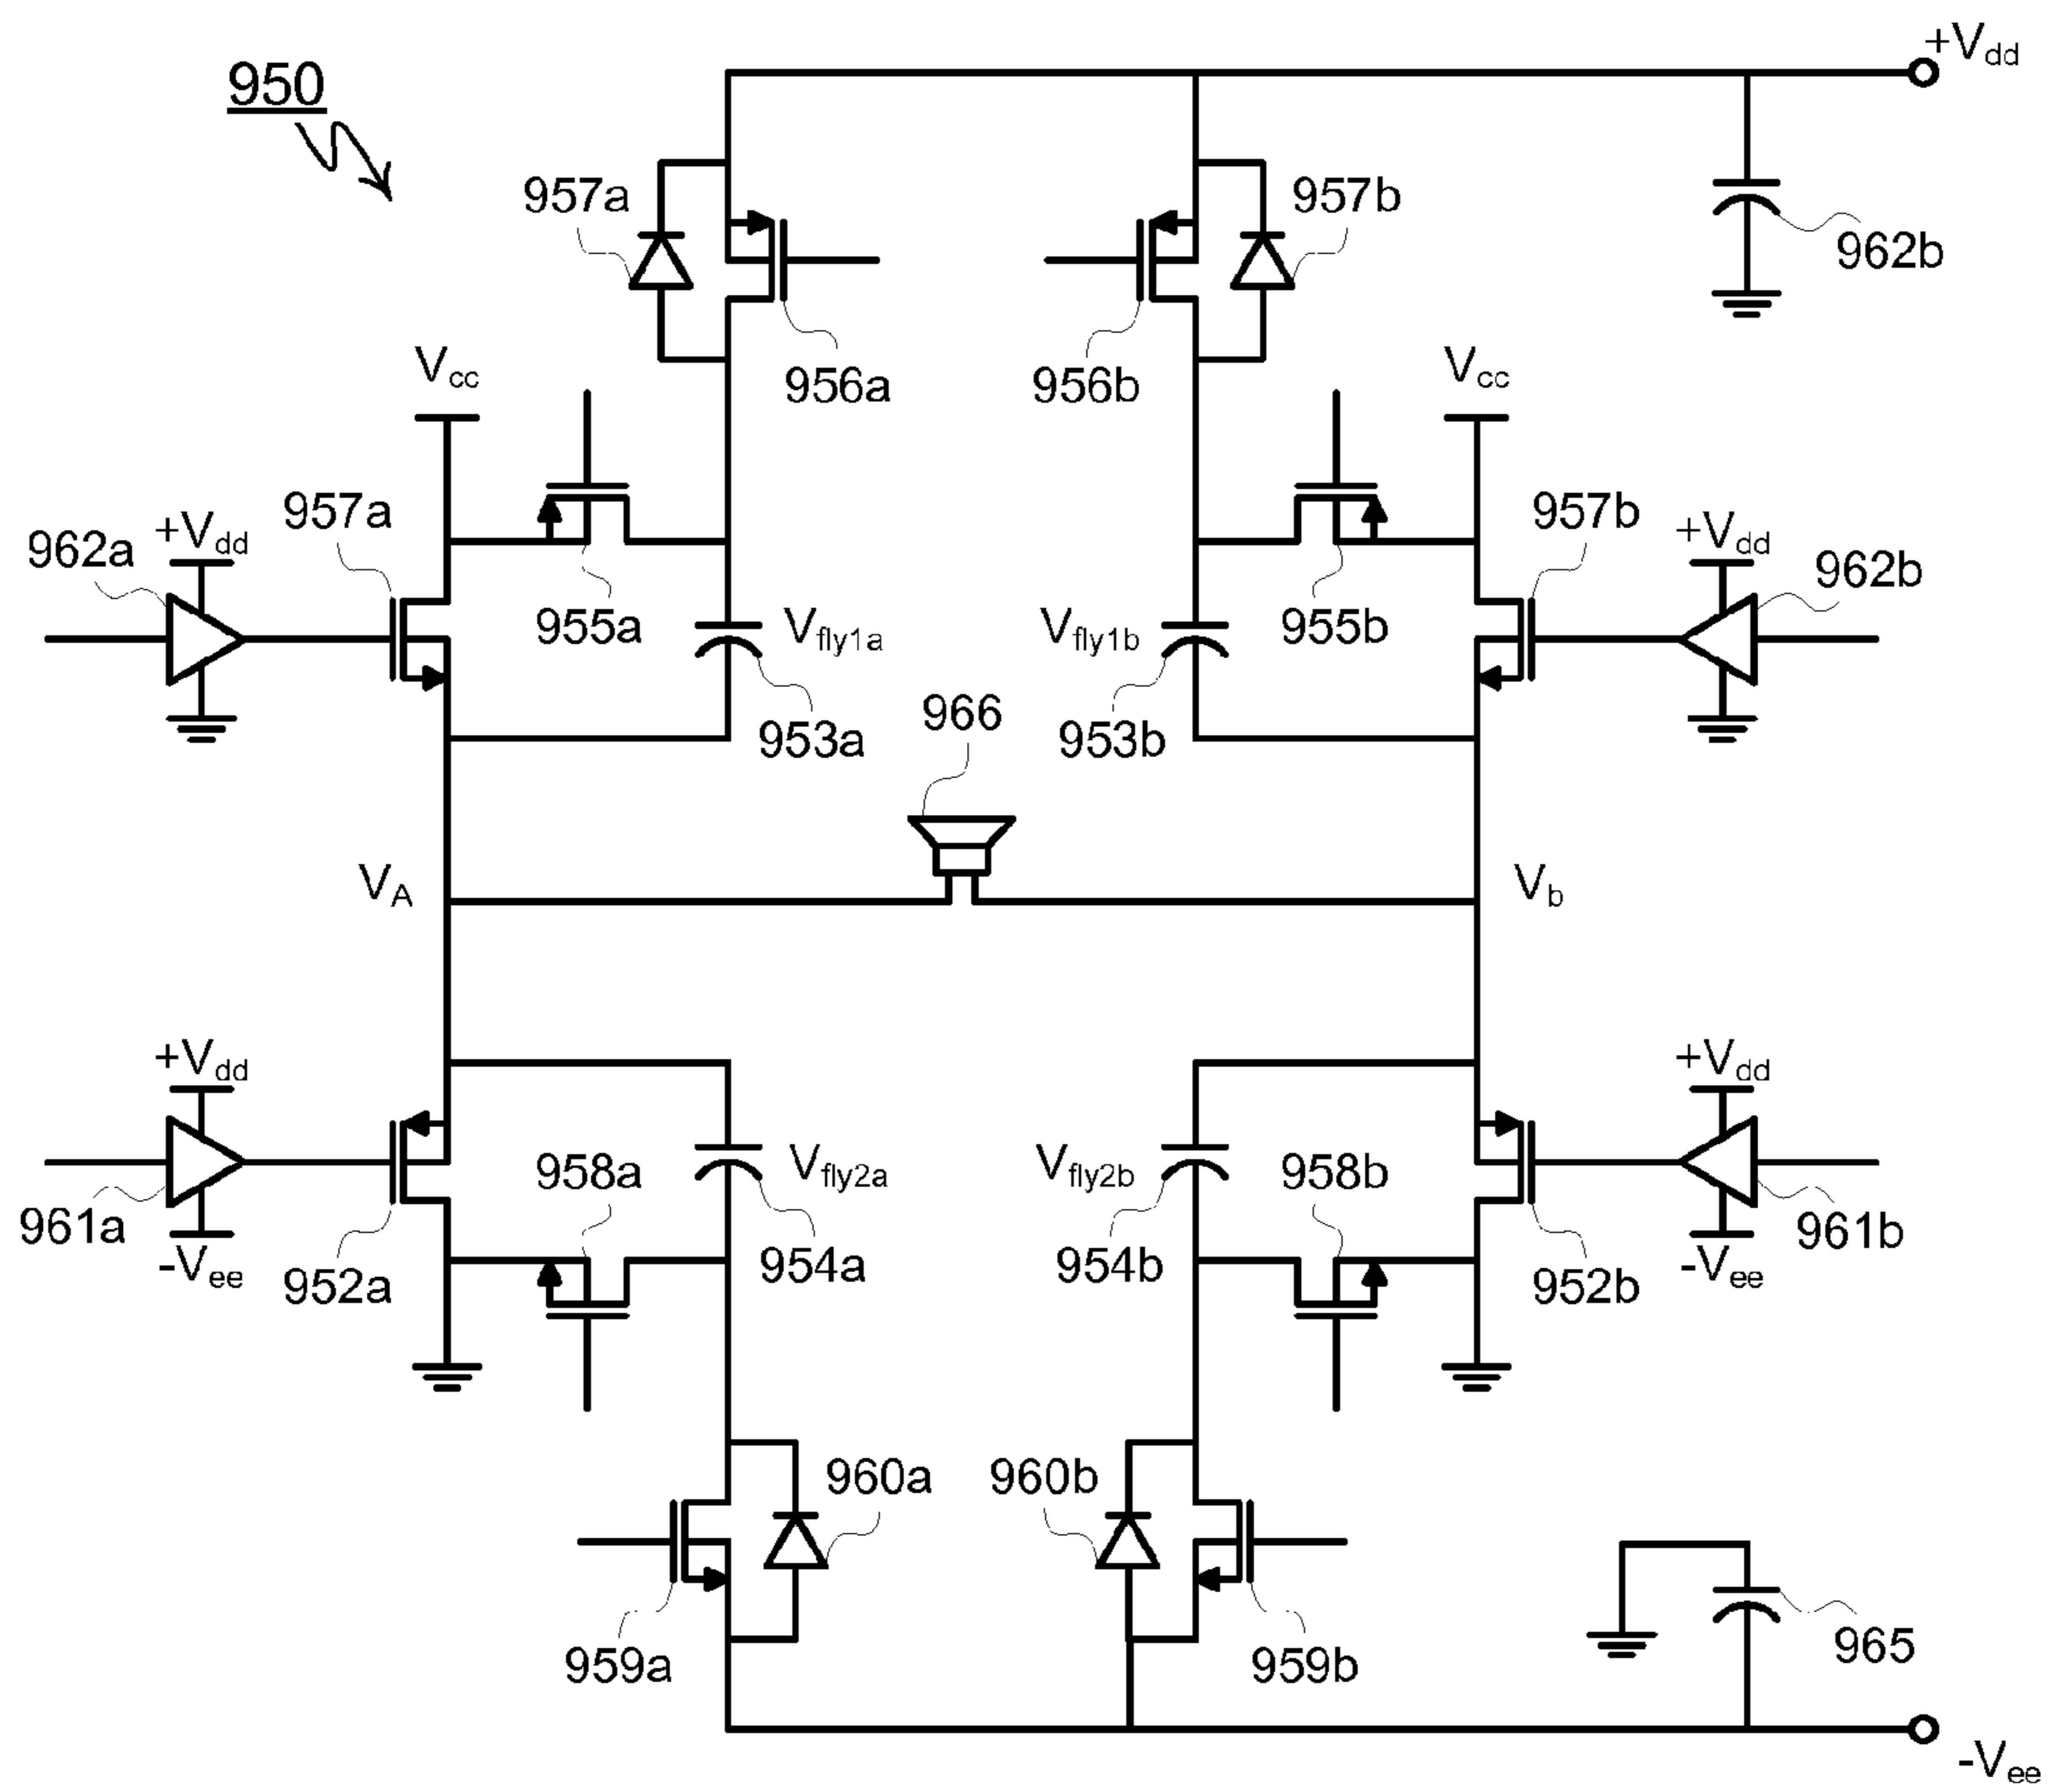 +Vdd
950
957a
957b
962b
956a
956b
Vcc
Vcc
957a
957b
962a
+Vdd
+Vdd
962b
955a
Vfly1a
Vfly1b
955b
953a
953b
966
VA
Vb
+Vdd
+Vdd
958a
Vfly2a
Vfly2b
958b
961a
961b
-Vee
952a
954a
954b
952b
-Vee
960a
960b
959a
959b
965
-Vee